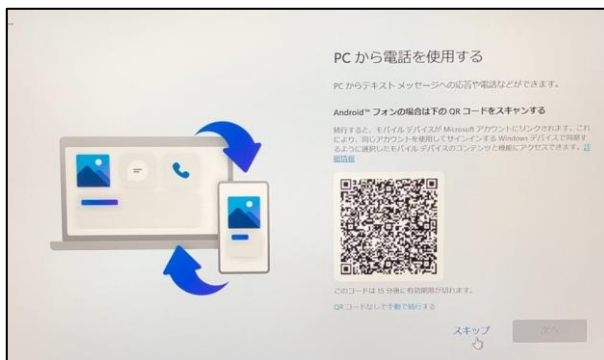 PC から電話を使用する
PC からテキスト メッセージへの応答や電話などができます。
Android™ フォンの場合は下の QR コードをスキャンする
続行すると、モバイル デバイスが Microsoft アカウントにリンクされます。これ
により、同じアカウントを使用してサインインする Windows デバイスで同期す
るように選択したモバイル デバイスのコンテンツと機能にアクセスできます。詳
細情報
このコードは 15 分後に有効期限が切れます。
QR コードなしで手動で続行する
スキップ
次へ